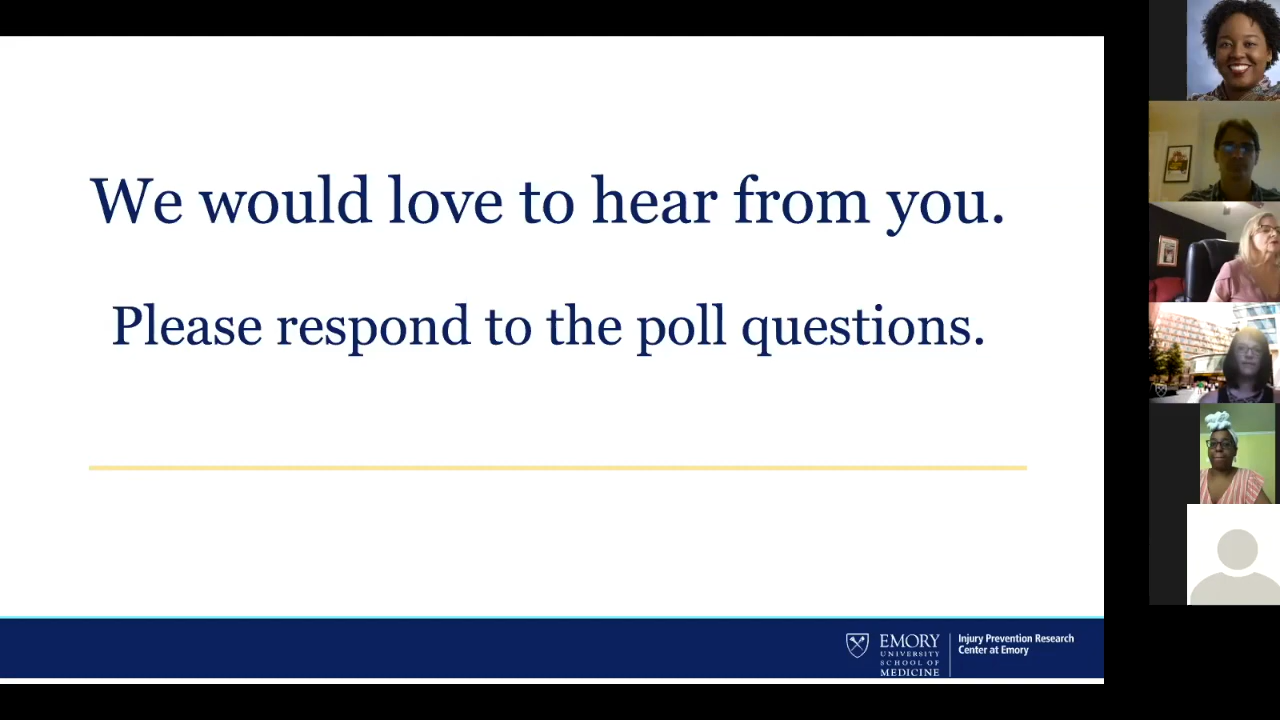 We would love to hear from you.
Please respond to the poll questions.
EMORY
UNIVERSITY
SCHOOL OF
MEDICINE
Injury Prevention Research
Center at Emory